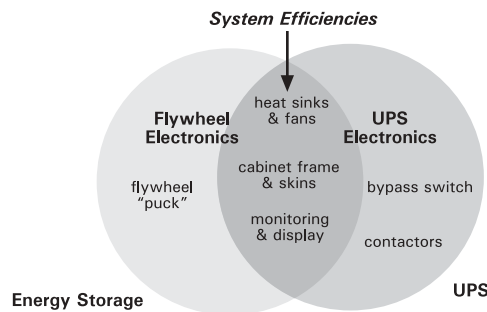 System Efficiencies
heat sinks
& fans
Flywheel
Electronics
UPS
Electronics
cabinet frame
& skins
flywheel
“puck”
bypass switch
monitoring
& display
contactors
Energy Storage
UPS